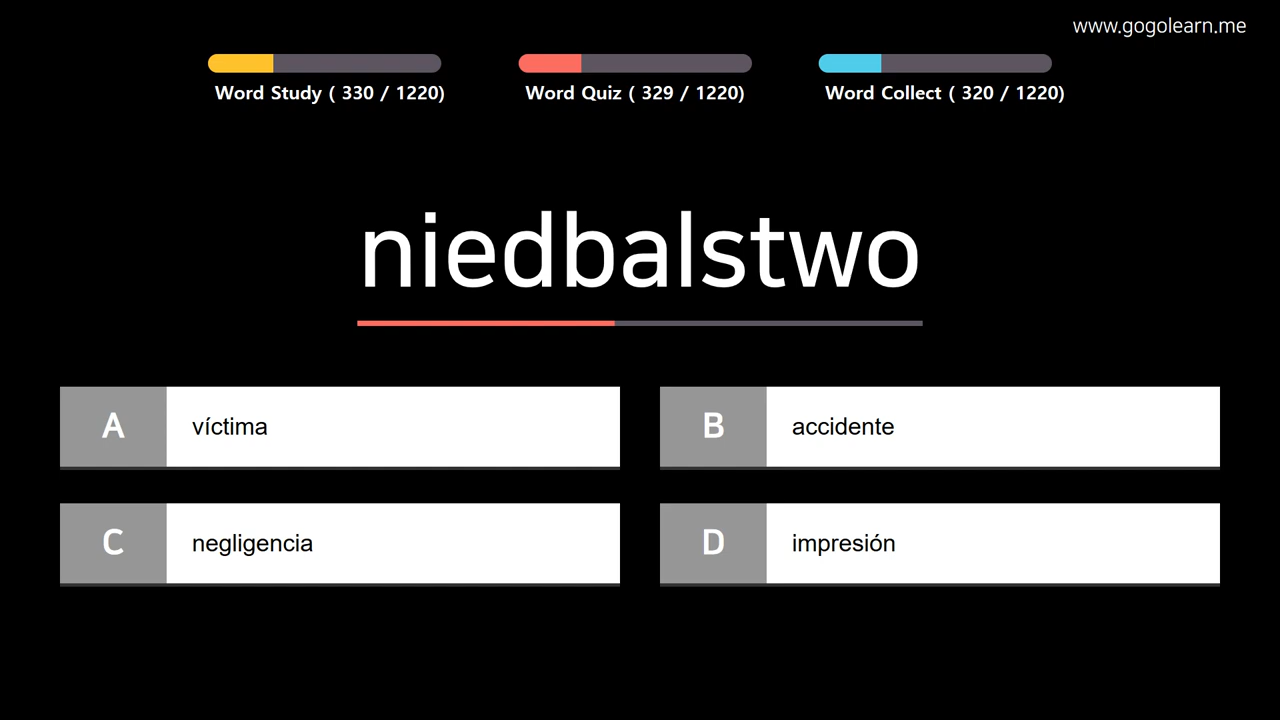 www.gogolearn.me
Word Study ( 330 / 1220)
Word Quiz ( 329 / 1220)
Word Collect ( 320 / 1220)
niedbalstwo
A víctima
B accidente
C negligencia
D impresión